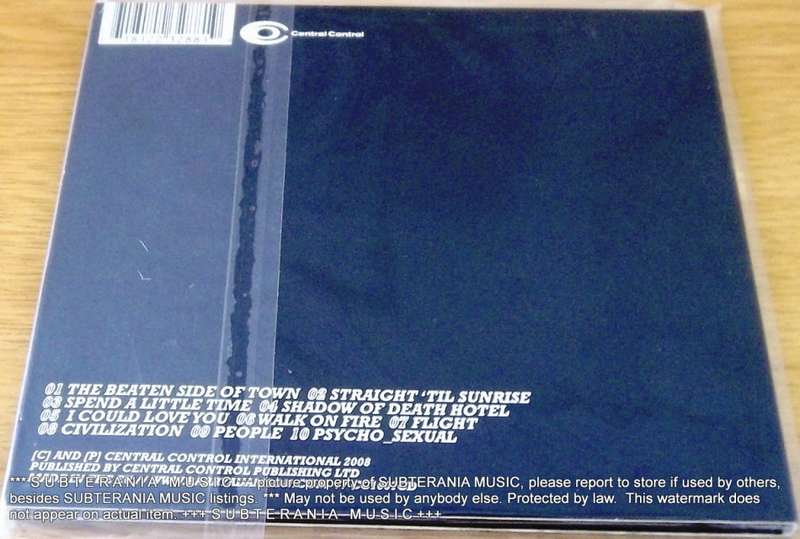 Central Control
01 THE BEATEN SIDE OF TOWN 02 STRAIGHT ‘TIL SUNRISE
03 SPEND A LITTLE TIME 04 SHADOW OF DEATH HOTEL
05 I COULD LOVE YOU 06 WALK ON FIRE 07 FLIGHT
08 CIVILIZATION 09 PEOPLE 10 PSYCHO_SEXUAL
[C] AND [P] CENTRAL CONTROL INTERNATIONAL 2008
PUBLISHED BY CENTRAL CONTROL PUBLISHING LTD
*** S U B T E R A N I A M U S I C picture property of SUBTERANIA MUSIC, please report to store if used by others,
besides SUBTERANIA MUSIC listings. *** May not be used by anybody else. Protected by law. This watermark does
not appear on actual item. +++ S U B T E R A N I A M U S I C +++